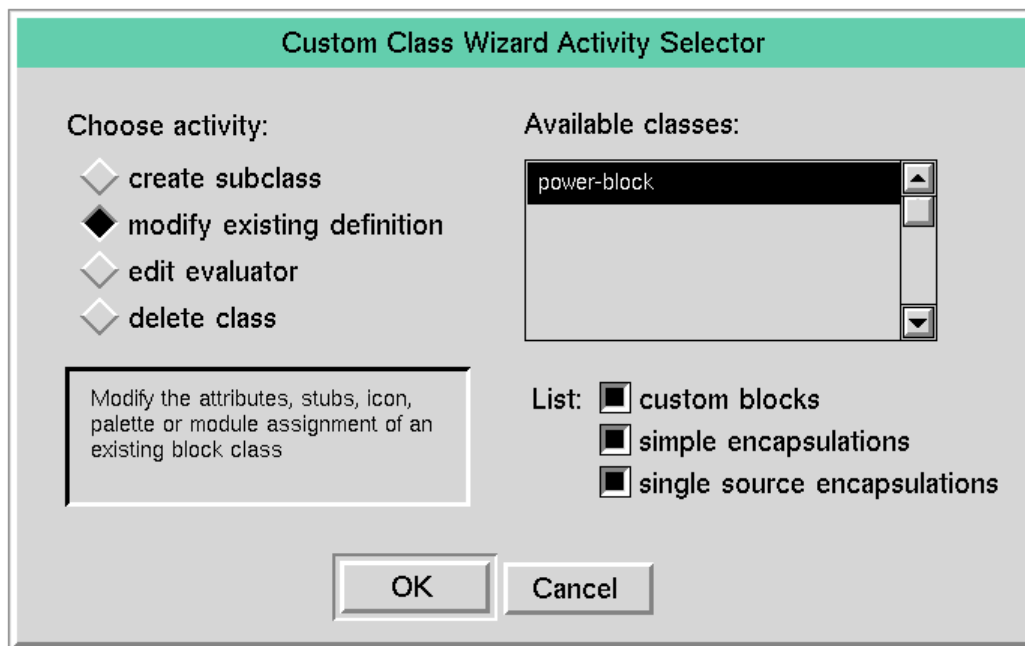 Custom Class Wizard Activity Selector
Choose activity:
create subclass
modify existing definition
edit evaluator
delete class
Modify the attributes, stubs, icon,
palette or module assignment of an
existing block class
Available classes:
power-block
List: custom blocks
simple encapsulations
single source encapsulations
OK
Cancel